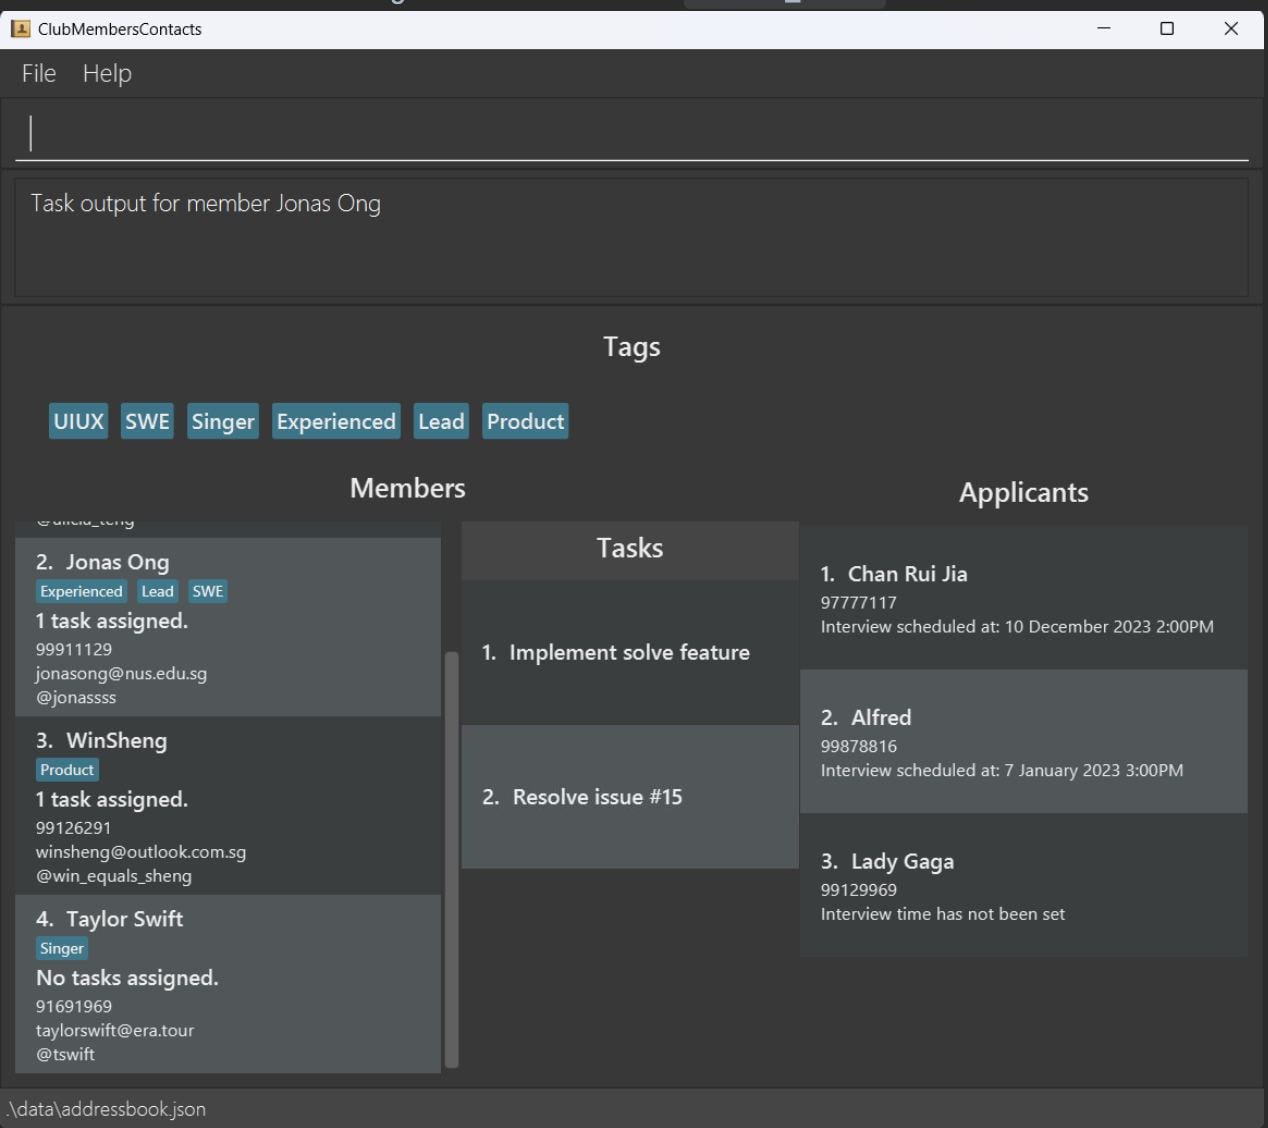 ClubMembersContacts
File Help
Task output for member Jonas Ong
Tags
UIUX SWE Singer Experienced Lead Product
Members
2. Jonas Ong
Experienced Lead SWE
1 task assigned.
99911129
jonasong@nus.edu.sg
@jonassss
3. WinSheng
Product
1 task assigned.
99126291
winsheng@outlook.com.sg
@win_equals_sheng
4. Taylor Swift
Singer
No tasks assigned.
91691969
taylorswift@era.tour
@tswift
Tasks
1. Implement solve feature
2. Resolve issue #15
Applicants
1. Chan Rui Jia
97777117
Interview scheduled at: 10 December 2023 2:00PM
2. Alfred
99878816
Interview scheduled at: 7 January 2023 3:00PM
3. Lady Gaga
99129969
Interview time has not been set
.\data\addressbook.json